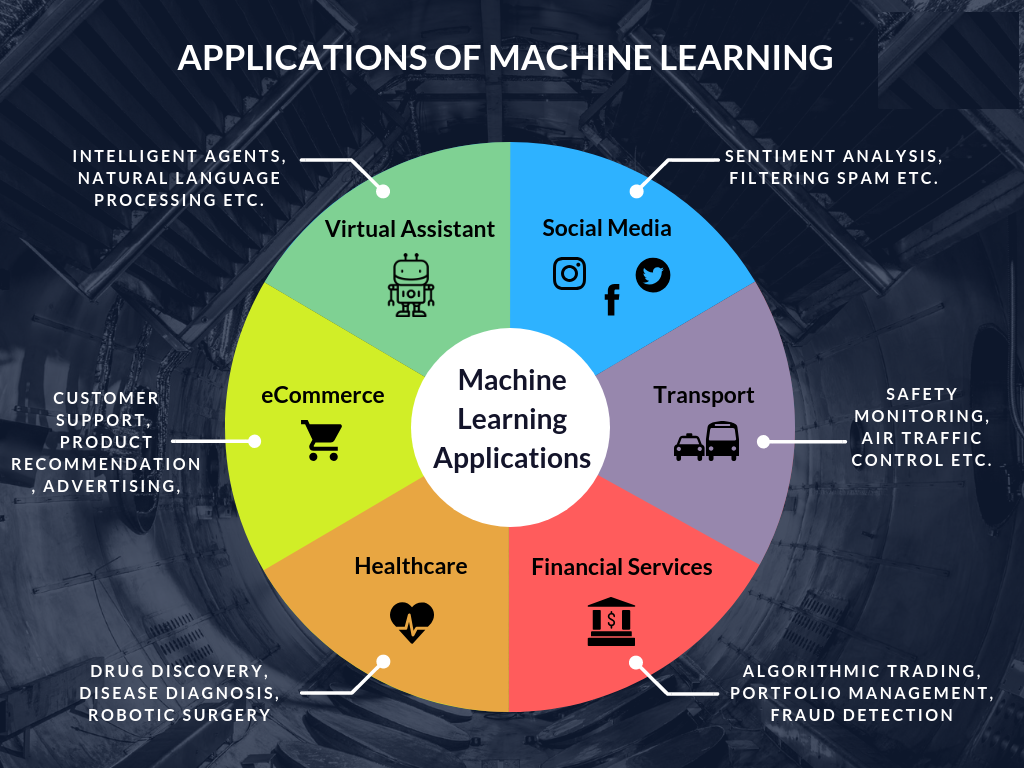 APPLICATIONS OF MACHINE LEARNING
INTELLIGENT AGENTS,
NATURAL LANGUAGE
PROCESSING ETC.
SENTIMENT ANALYSIS,
FILTERING SPAM ETC.
Virtual Assistant
Social Media
eCommerce
Transport
Machine
Learning
Applications
CUSTOMER
SUPPORT,
PRODUCT
RECOMMENDATION
, ADVERTISING,
SAFETY
MONITORING,
AIR TRAFFIC
CONTROL ETC.
Healthcare
Financial Services
$
DRUG DISCOVERY,
DISEASE DIAGNOSIS,
ROBOTIC SURGERY
ALGORITHMIC TRADING,
PORTFOLIO MANAGEMENT,
FRAUD DETECTION